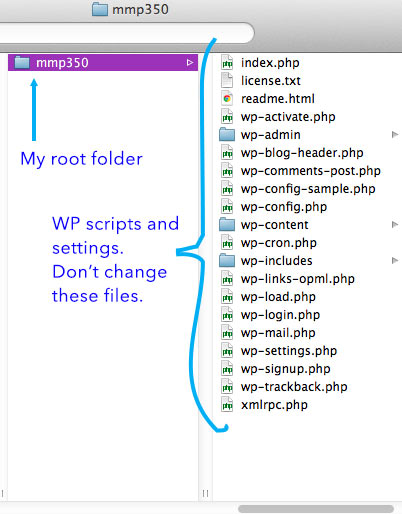 mmp350
mmp350
My root folder
WP scripts and
settings.
Don't change
these files.
index.php
license.txt
readme.html
wp-activate.php
wp-admin
wp-blog-header.php
wp-comments-post.php
wp-config-sample.php
wp-config.php
wp-content
wp-cron.php
wp-includes
wp-links-opml.php
wp-load.php
wp-login.php
wp-mail.php
wp-settings.php
wp-signup.php
wp-trackback.php
xmlrpc.php